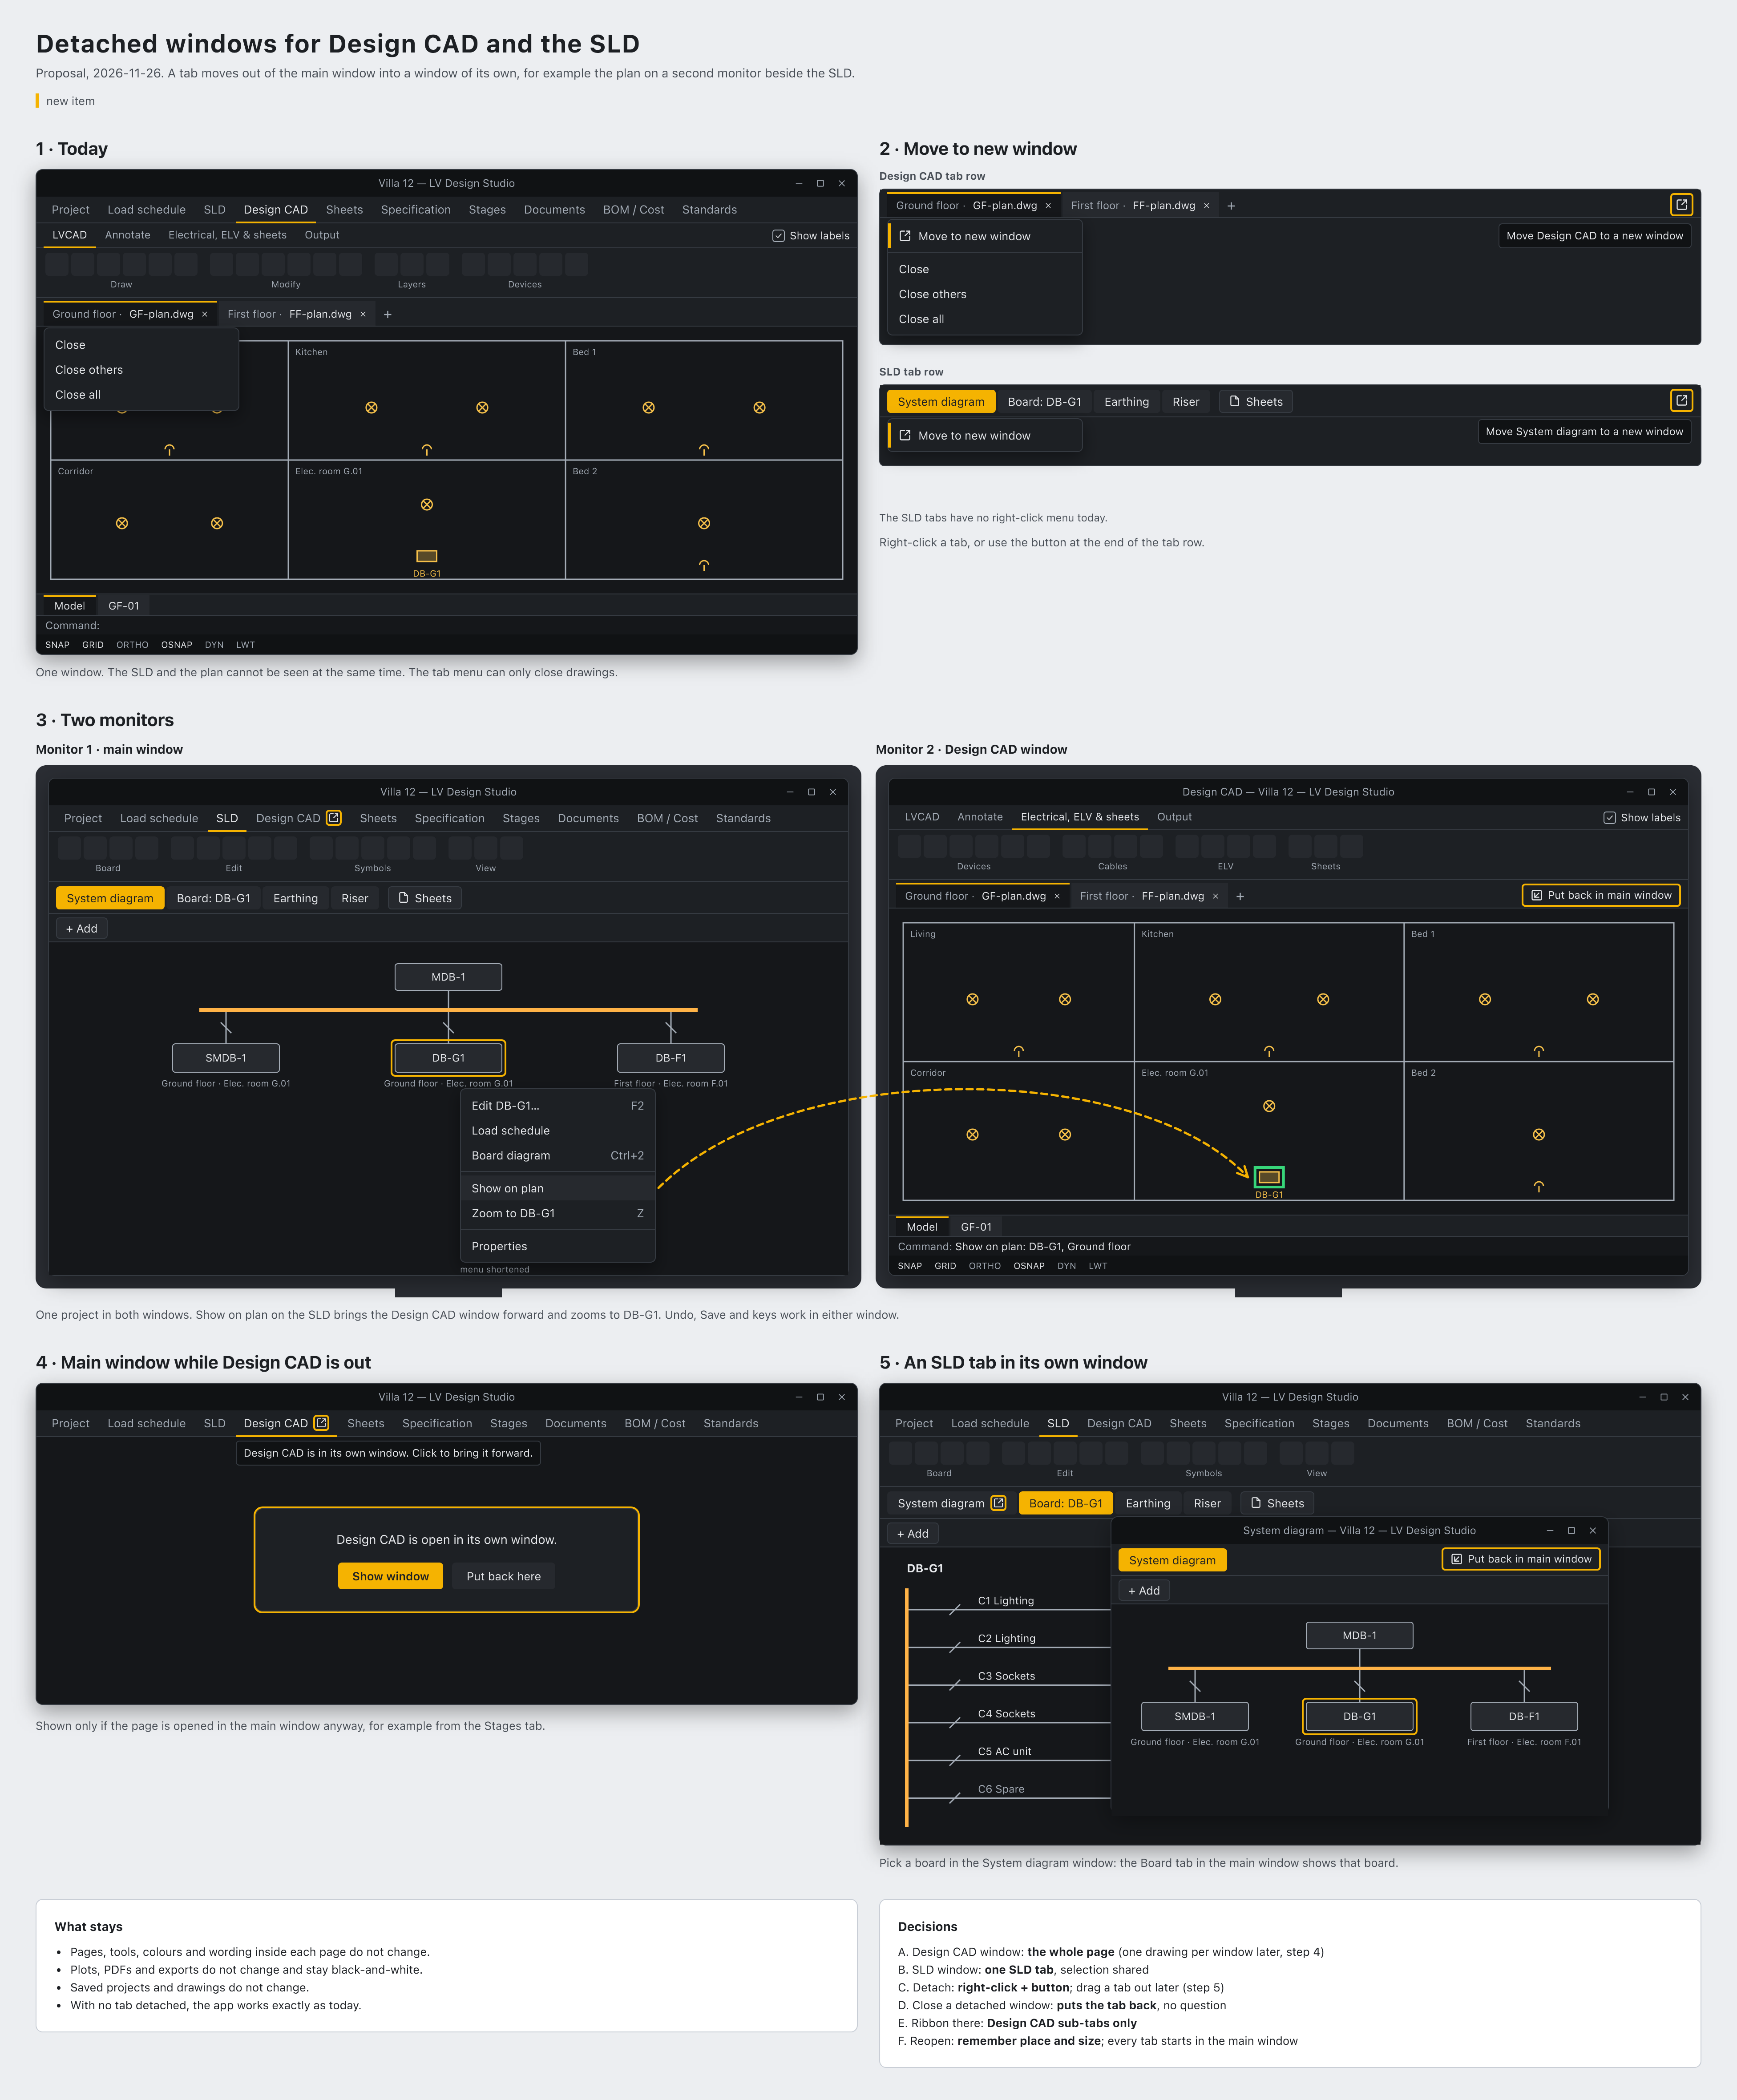 Detached windows for Design CAD and the SLD
Proposal, 2026-11-26. A tab moves out of the main window into a window of its own, for example the plan on a second monitor beside the SLD.
new item
1 · Today
Villa 12 — LV Design Studio
Project Load schedule SLD Design CAD Sheets Specification Stages Documents BOM / Cost Standards
LVCAD Annotate Electrical, ELV & sheets Output Show labels
Draw Modify Layers Devices
Ground floor · GF-plan.dwg × First floor · FF-plan.dwg × +
Close
Close others
Close all
Kitchen
Bed 1
Corridor
Elec. room G.01
Bed 2
DB-G1
Model GF-01
Command:
SNAP GRID ORTHO OSNAP DYN LWT
One window. The SLD and the plan cannot be seen at the same time. The tab menu can only close drawings.
2 · Move to new window
Design CAD tab row
Ground floor · GF-plan.dwg × First floor · FF-plan.dwg × +
Move to new window
Move Design CAD to a new window
Close
Close others
Close all
SLD tab row
System diagram Board: DB-G1 Earthing Riser Sheets
Move to new window
Move System diagram to a new window
The SLD tabs have no right-click menu today.
Right-click a tab, or use the button at the end of the tab row.
3 · Two monitors
Monitor 1 · main window
Villa 12 — LV Design Studio
Project Load schedule SLD Design CAD Sheets Specification Stages Documents BOM / Cost Standards
Board Edit Symbols View
System diagram Board: DB-G1 Earthing Riser Sheets
+ Add
MDB-1
SMDB-1
DB-G1
DB-F1
Ground floor · Elec. room G.01
Ground floor · Elec. room G.01
First floor · Elec. room F.01
Edit DB-G1... F2
Load schedule
Board diagram Ctrl+2
Show on plan
Zoom to DB-G1 Z
Properties
menu shortened
Monitor 2 · Design CAD window
Design CAD — Villa 12 — LV Design Studio
LVCAD Annotate Electrical, ELV & sheets Output Show labels
Devices Cables ELV Sheets
Ground floor · GF-plan.dwg × First floor · FF-plan.dwg × + Put back in main window
Living
Kitchen
Bed 1
Corridor
Elec. room G.01
Bed 2
DB-G1
Model GF-01
Command: Show on plan: DB-G1, Ground floor
SNAP GRID ORTHO OSNAP DYN LWT
One project in both windows. Show on plan on the SLD brings the Design CAD window forward and zooms to DB-G1. Undo, Save and keys work in either window.
4 · Main window while Design CAD is out
Villa 12 — LV Design Studio
Project Load schedule SLD Design CAD Sheets Specification Stages Documents BOM / Cost Standards
Design CAD is in its own window. Click to bring it forward.
Design CAD is open in its own window.
Show window Put back here
Shown only if the page is opened in the main window anyway, for example from the Stages tab.
5 · An SLD tab in its own window
Villa 12 — LV Design Studio
Project Load schedule SLD Design CAD Sheets Specification Stages Documents BOM / Cost Standards
Board Edit Symbols View
System diagram Board: DB-G1 Earthing Riser Sheets
+ Add
DB-G1
C1 Lighting
C2 Lighting
C3 Sockets
C4 Sockets
C5 AC unit
C6 Spare
System diagram — Villa 12 — LV Design Studio
System diagram Put back in main window
+ Add
MDB-1
SMDB-1
DB-G1
DB-F1
Ground floor · Elec. room G.01
Ground floor · Elec. room G.01
First floor · Elec. room F.01
Pick a board in the System diagram window: the Board tab in the main window shows that board.
What stays
• Pages, tools, colours and wording inside each page do not change.
• Plots, PDFs and exports do not change and stay black-and-white.
• Saved projects and drawings do not change.
• With no tab detached, the app works exactly as today.
Decisions
A. Design CAD window: the whole page (one drawing per window later, step 4)
B. SLD window: one SLD tab, selection shared
C. Detach: right-click + button; drag a tab out later (step 5)
D. Close a detached window: puts the tab back, no question
E. Ribbon there: Design CAD sub-tabs only
F. Reopen: remember place and size; every tab starts in the main window